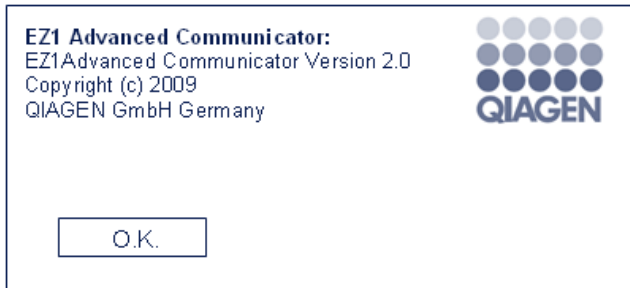 EZ1 Advanced Communicator:
EZ1Advanced Communicator Version 2.0
Copyright (c) 2009
QIAGEN GmbH Germany
QIAGEN
O.K.